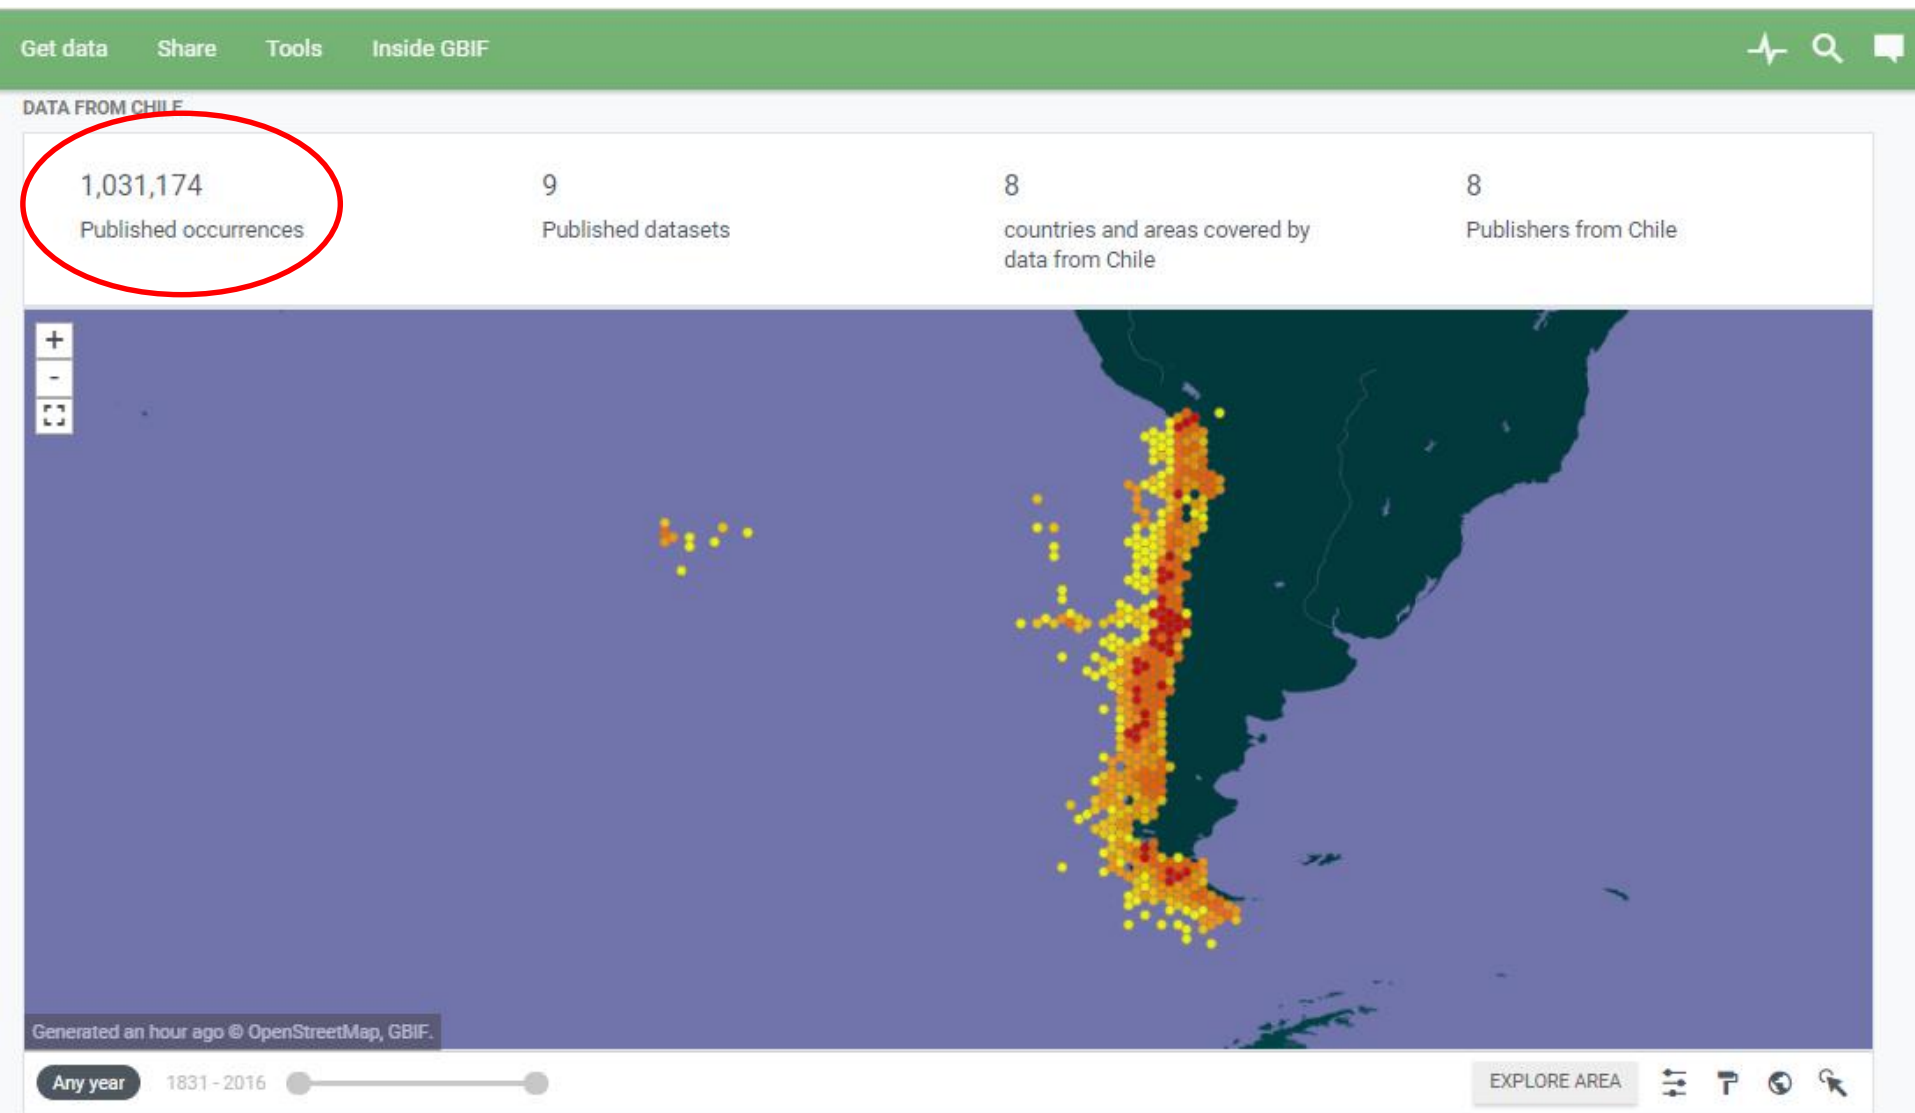 Get data Share Tools Inside GBIF
DATA FROM CHILE
1,031,174 9 8 8
Published occurrences Published datasets countries and areas covered by Publishers from Chile
data from Chile
+
-
Generated an hour ago © OpenStreetMap, GBIF.
Any year 1831 - 2016 EXPLORE AREA